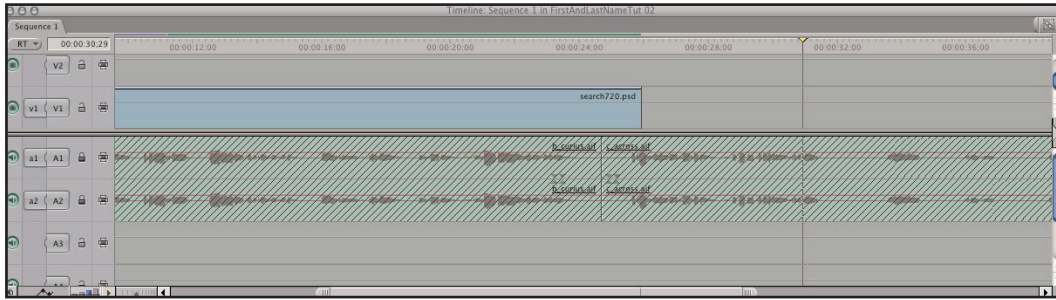 Timeline: Sequence 1 in FirstAndLastNameTut 02
Sequence 1
RT 00:00:30;29 00:00:12;00 00:00:16;00 00:00:20;00 00:00:24;00 00:00:28;00 00:00:32;00 00:00:36;00
V2
v1 V1 search720.psd
a1 A1 b_curius.aif c_across.aif
a2 A2 b_curius.aif c_across.aif
A3